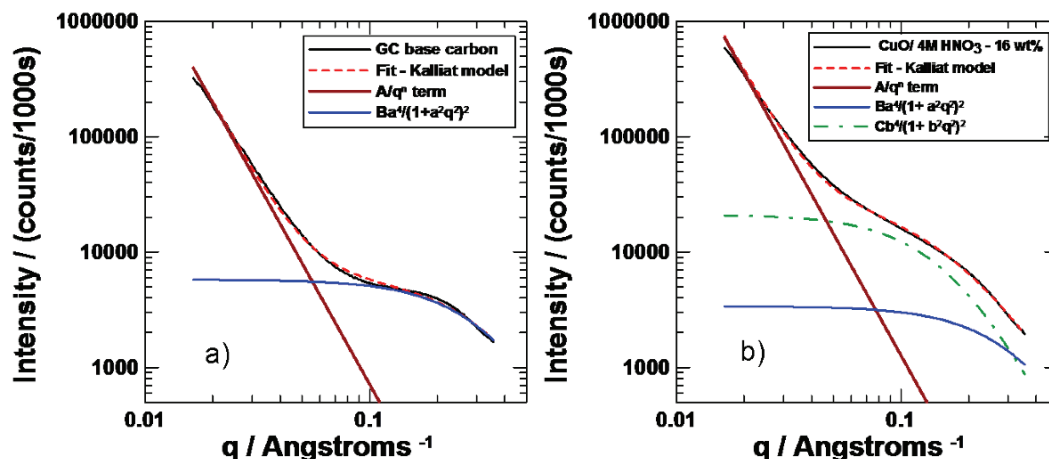 1000000
100000
10000
1000
Intensity / (counts/1000s)
GC base carbon
Fit - Kalliat model
A/qⁿ term
Ba⁴/(1+a²q²)²
a)
0.01
0.1
q / Angstroms ⁻¹
1000000
100000
10000
1000
Intensity / (counts/1000s)
CuO/ 4M HNO₃ - 16 wt%
Fit - Kalliat model
A/qⁿ term
Ba⁴/(1+a²q²)²
Cb⁴/(1+ b²q²)²
b)
0.01
0.1
q / Angstroms ⁻¹